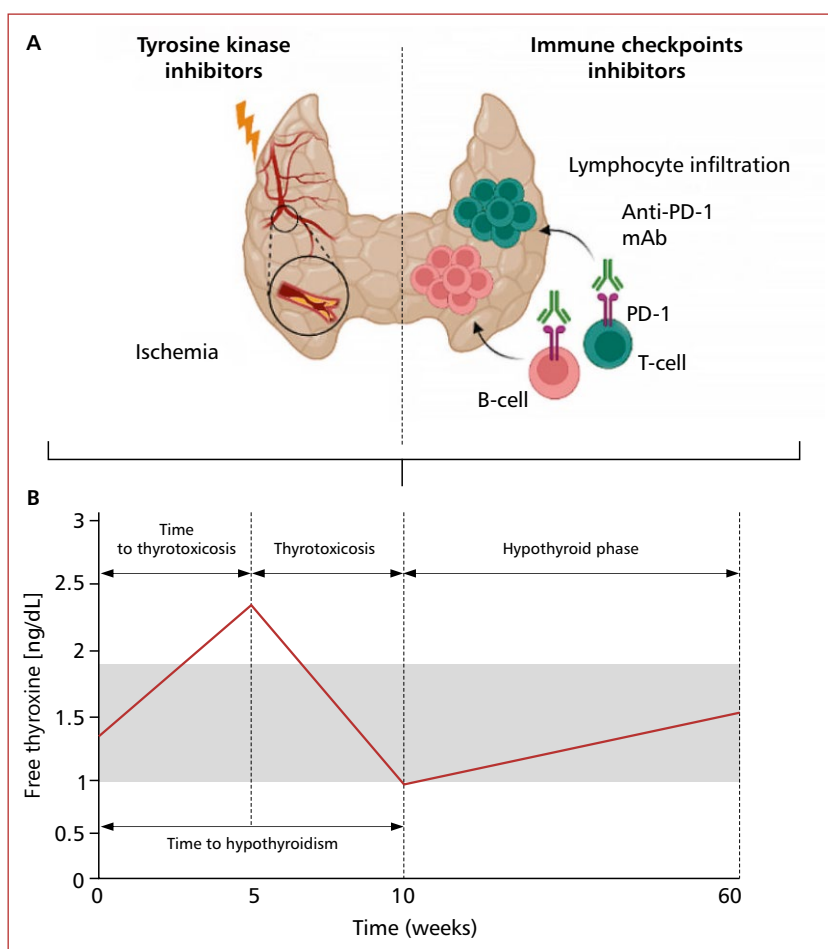 A
Tyrosine kinase
inhibitors
Immune checkpoints
inhibitors
Lymphocyte infiltration
Anti-PD-1
mAb
PD-1
T-cell
B-cell
Ischemia
B
Free thyroxine [ng/dL]
3
2.5
2
1.5
1
0.5
0
Time
to thyrotoxicosis
Thyrotoxicosis
Hypothyroid phase
Time to hypothyroidism
0
5
10
60
Time (weeks)